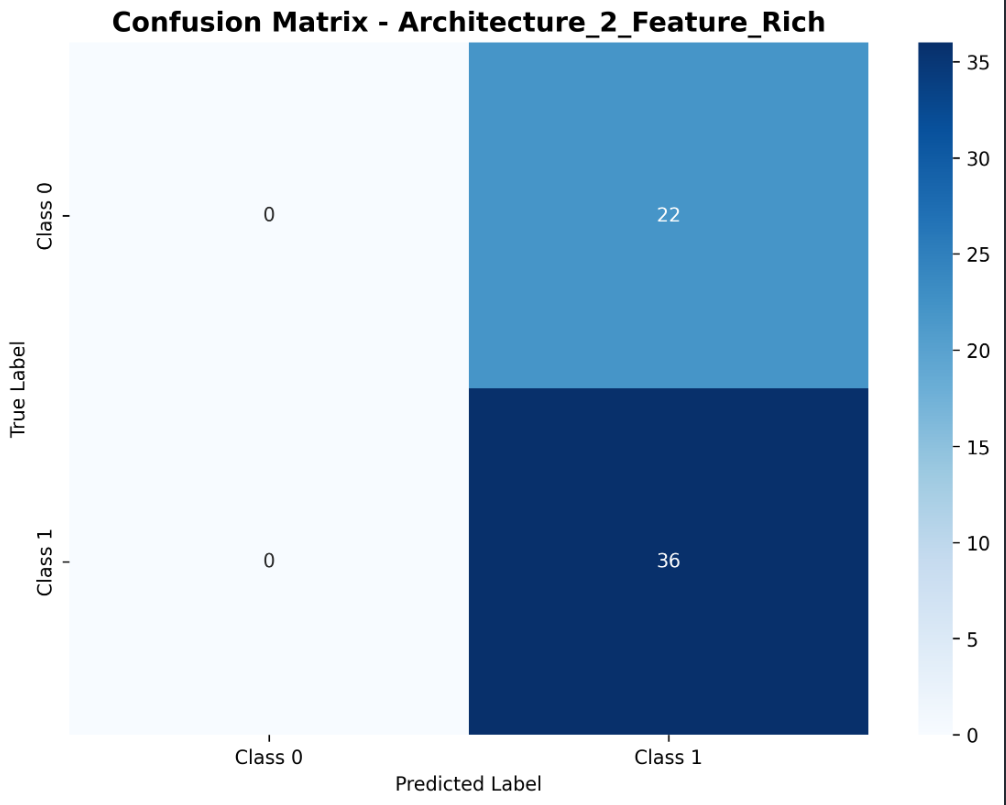 Confusion Matrix - Architecture_2_Feature_Rich
True Label
Class 0
Class 1
0
22
0
36
Class 0
Class 1
Predicted Label
35
30
25
20
15
10
5
0